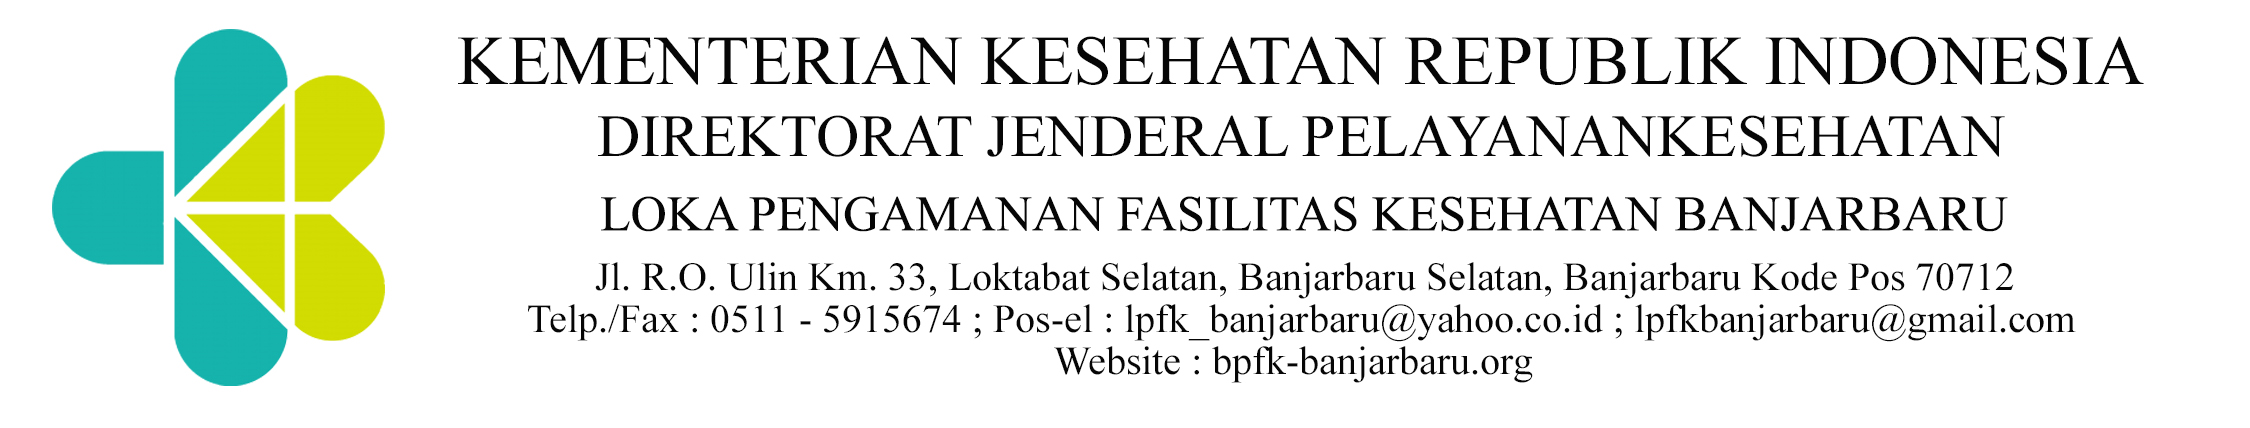 KEMENTERIAN KESEHATAN REPUBLIK INDONESIA
DIREKTORAT JENDERAL PELAYANANKESEHATAN
LOKA PENGAMANAN FASILITAS KESEHATAN BANJARBARU
Jl. R.O. Ulin Km. 33, Loktabat Selatan, Banjarbaru Selatan, Banjarbaru Kode Pos 70712
Telp./Fax : 0511 - 5915674 ; Pos-el : lpfk_banjarbaru@yahoo.co.id ; lpfkbanjarbaru@gmail.com
Website : bpfk-banjarbaru.org